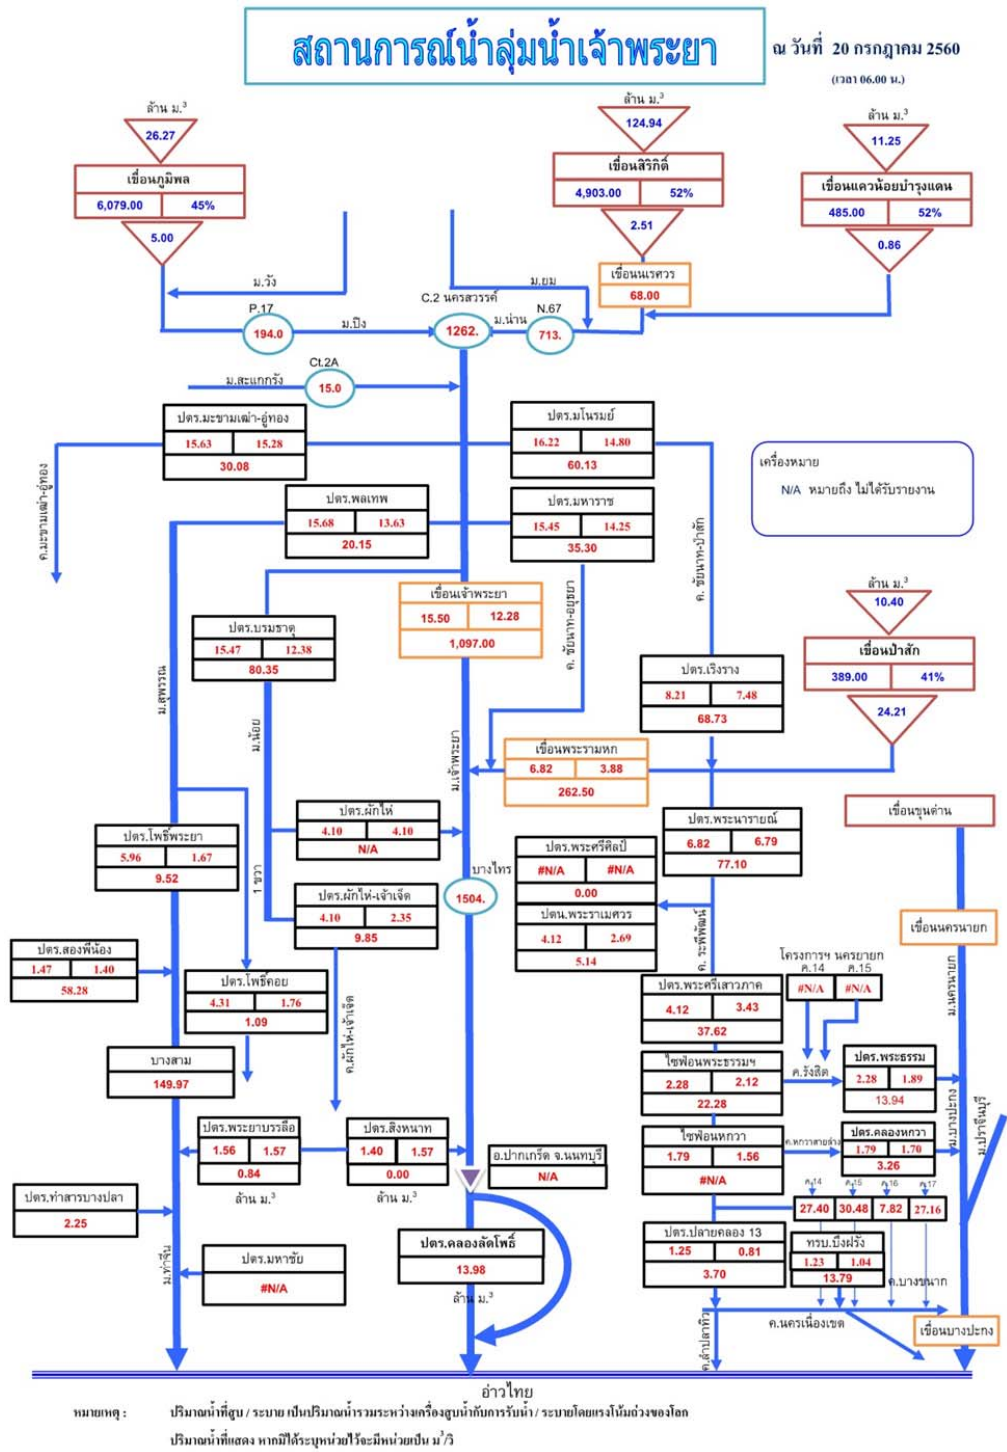 สถานการณ์น้ำลุ่มน้ำเจ้าพระยา
ณ วันที่ 20 กรกฎาคม 2560
(เวลา 06.00 น.)
ล้าน ม.³
26.27
เขื่อนภูมิพล
6,079.00 45%
5.00
ล้าน ม.³
124.94
เขื่อนสิริกิติ์
4,903.00 52%
2.51
เขื่อนนเรศวร
68.00
ล้าน ม.³
11.25
เขื่อนแควน้อยบำรุงแดน
485.00 52%
0.86
ม.วัง
ม.ยม
P.17
194.0
ม.ปิง
C.2 นครสวรรค์
1262.
ม.น่าน
N.67
713.
ม.สะแกกรัง
Ct.2A
15.0
ปตร.มะขามเฒ่า-อู่ทอง
15.63 15.28
30.08
ค.มะขามเฒ่า-อู่ทอง
ปตร.มโนรมย์
16.22 14.80
60.13
ค. ชัยนาท-ป่าสัก
เครื่องหมาย
N/A หมายถึง ไม่ได้รับรายงาน
ปตร.พลเทพ
15.68 13.63
20.15
ปตร.มหาราช
15.45 14.25
35.30
ค. ชัยนาท-อยุธยา
เขื่อนเจ้าพระยา
15.50 12.28
1,097.00
ปตร.บรมธาตุ
15.47 12.38
80.35
ม.สุพรรณ
ม.น้อย
ม.เจ้าพระยา
ล้าน ม.³
10.40
เขื่อนป่าสัก
389.00 41%
24.21
ปตร.เริงราง
8.21 7.48
68.73
เขื่อนพระรามหก
6.82 3.88
262.50
ปตร.ผักไห่
4.10 4.10
N/A
ปตร.โพธิ์พระยา
5.96 1.67
9.52
1 ขวา
ปตร.พระนารายณ์
6.82 6.79
77.10
ปตร.พระศรีศิลป์
#N/A #N/A
0.00
ปตน.พระราเมศวร
4.12 2.69
5.14
ค. ระพีพัฒน์
เขื่อนขุนด่าน
เขื่อนนครนายก
ม.นครนายก
บางไทร
1504.
ปตร.ผักไห่-เจ้าเจ็ด
4.10 2.35
9.85
ค.ผักไห่-เจ้าเจ็ด
ปตร.สองพี่น้อง
1.47 1.40
58.28
ปตร.โพธิ์คอย
4.31 1.76
1.09
บางสาม
149.97
ปตร.พระศรีเสาวภาค
4.12 3.43
37.62
โครงการฯ นครยายก
ค.14 ค.15
#N/A #N/A
ไซฟ่อนพระธรรมฯ
2.28 2.12
22.28
ค.รังสิต
ปตร.พระธรรม
2.28 1.89
13.94
ม.บางปะกง
ม.ปราจีนบุรี
ปตร.พระยาบรรลือ
1.56 1.57
0.84
ล้าน ม.³
ปตร.สิงหนาท
1.40 1.57
0.00
ล้าน ม.³
อ.ปากเกร็ด จ.นนทบุรี
N/A
ไซฟ่อนหกวา
1.79 1.56
#N/A
ค.หกวาสายล่าง
ปตร.คลองหกวา
1.79 1.70
3.26
ค.14 ค.15 ค.16 ค.17
27.40 30.48 7.82 27.16
ปตร.ท่าสารบางปลา
2.25
ม.ท่าจีน
ปตร.มหาชัย
#N/A
ปตร.คลองลัดโพธิ์
13.98
ล้าน ม.³
ปตร.ปลายคลอง 13
1.25 0.81
3.70
ทรบ.บึงฝรั่ง
1.23 1.04
13.79
ค.บางขนาก
ค.ลำปลาทิว
ค.นครเนื่องเขต
เขื่อนบางปะกง
อ่าวไทย
หมายเหตุ : ปริมาณน้ำที่สูบ / ระบาย เป็นปริมาณน้ำรวมระหว่างเครื่องสูบน้ำกับการรับน้ำ / ระบายโดยแรงโน้มถ่วงของโลก
ปริมาณน้ำที่แสดง หากมิได้ระบุหน่วยไว้จะมีหน่วยเป็น ม³/วิ